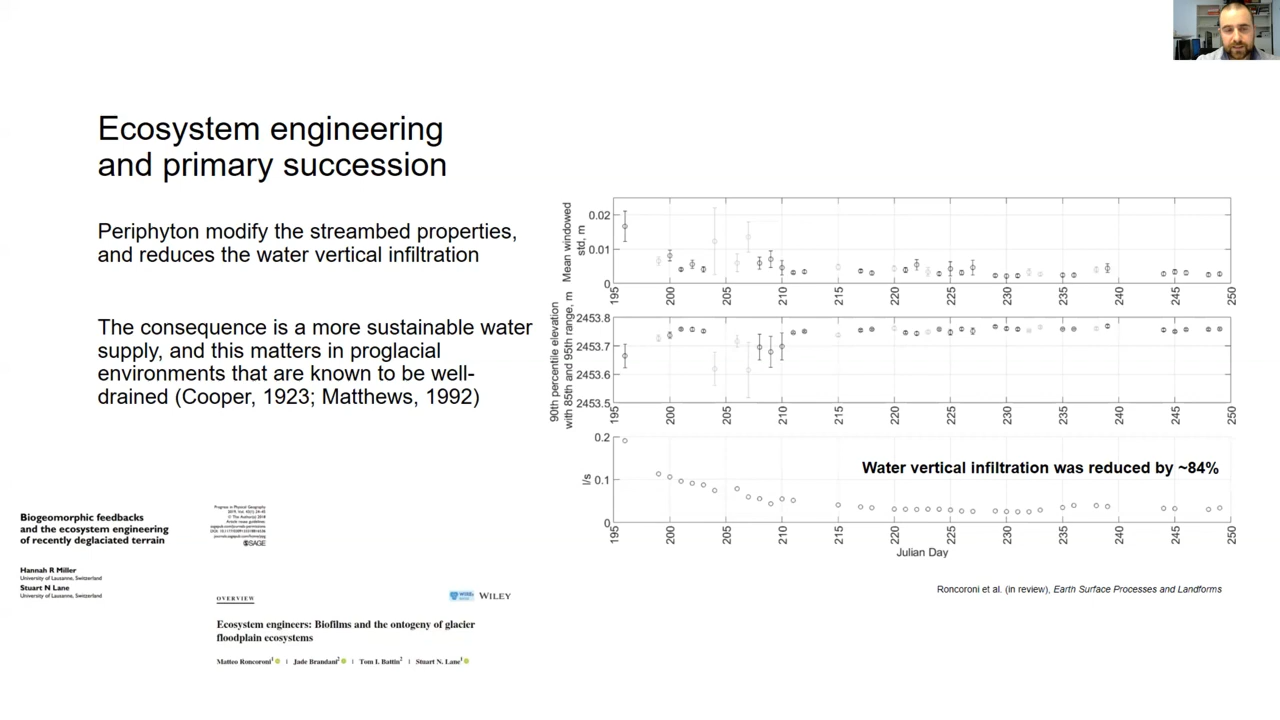 Ecosystem engineering
and primary succession
Periphyton modify the streambed properties,
and reduces the water vertical infiltration
The consequence is a more sustainable water
supply, and this matters in proglacial
environments that are known to be well-
drained (Cooper, 1923; Matthews, 1992)
Mean windowed
std, m
0.02
0.01
0
195 200 205 210 215 220 225 230 235 240 245 250
90th percentile elevation
with 85th and 95th range, m
2453.8
2453.7
2453.6
2453.5
195 200 205 210 215 220 225 230 235 240 245 250
l/s
0.2
0.1
0
Water vertical infiltration was reduced by ~84%
195 200 205 210 215 220 225 230 235 240 245 250
Julian Day
Roncoroni et al. (in review), Earth Surface Processes and Landforms
Biogeomorphic feedbacks
and the ecosystem engineering
of recently deglaciated terrain
Hannah R Miller
University of Lausanne, Switzerland
Stuart N Lane
University of Lausanne, Switzerland
Progress in Physical Geography
SAGE
OVERVIEW
WILEY
Ecosystem engineers: Biofilms and the ontogeny of glacier
floodplain ecosystems
Matteo Roncoroni1 | Jade Brandani2 | Tom I. Battin2 | Stuart N. Lane1